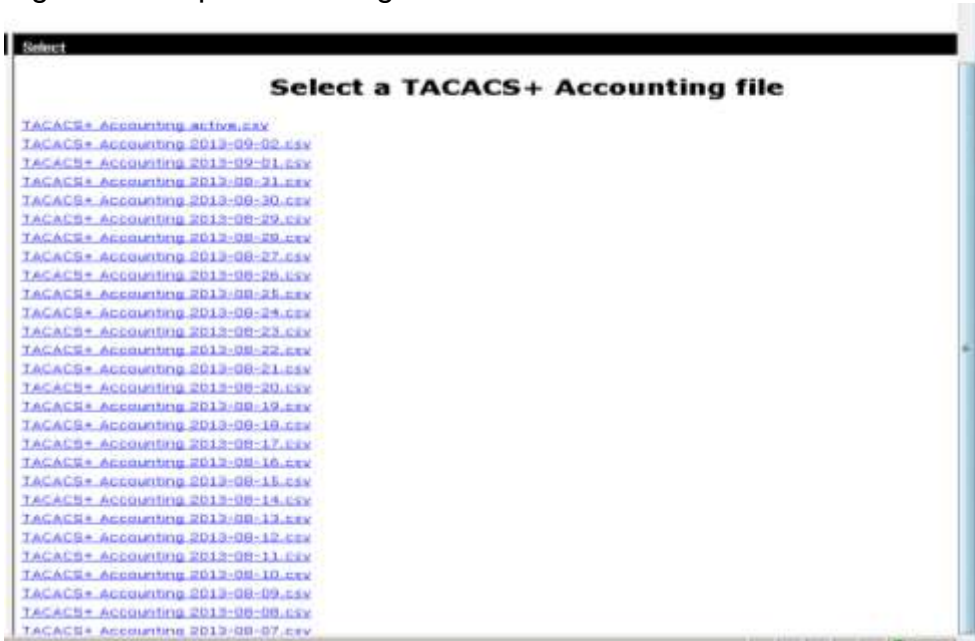 Select
Select a TACACS+ Accounting file
TACACS+ Accounting active.csv
TACACS+ Accounting 2013-09-02.csv
TACACS+ Accounting 2013-09-01.csv
TACACS+ Accounting 2013-08-31.csv
TACACS+ Accounting 2013-08-30.csv
TACACS+ Accounting 2013-08-29.csv
TACACS+ Accounting 2013-08-28.csv
TACACS+ Accounting 2013-08-27.csv
TACACS+ Accounting 2013-08-26.csv
TACACS+ Accounting 2013-08-25.csv
TACACS+ Accounting 2013-08-24.csv
TACACS+ Accounting 2013-08-23.csv
TACACS+ Accounting 2013-08-22.csv
TACACS+ Accounting 2013-08-21.csv
TACACS+ Accounting 2013-08-20.csv
TACACS+ Accounting 2013-08-19.csv
TACACS+ Accounting 2013-08-18.csv
TACACS+ Accounting 2013-08-17.csv
TACACS+ Accounting 2013-08-16.csv
TACACS+ Accounting 2013-08-15.csv
TACACS+ Accounting 2013-08-14.csv
TACACS+ Accounting 2013-08-13.csv
TACACS+ Accounting 2013-08-12.csv
TACACS+ Accounting 2013-08-11.csv
TACACS+ Accounting 2013-08-10.csv
TACACS+ Accounting 2013-08-09.csv
TACACS+ Accounting 2013-08-08.csv
TACACS+ Accounting 2013-08-07.csv